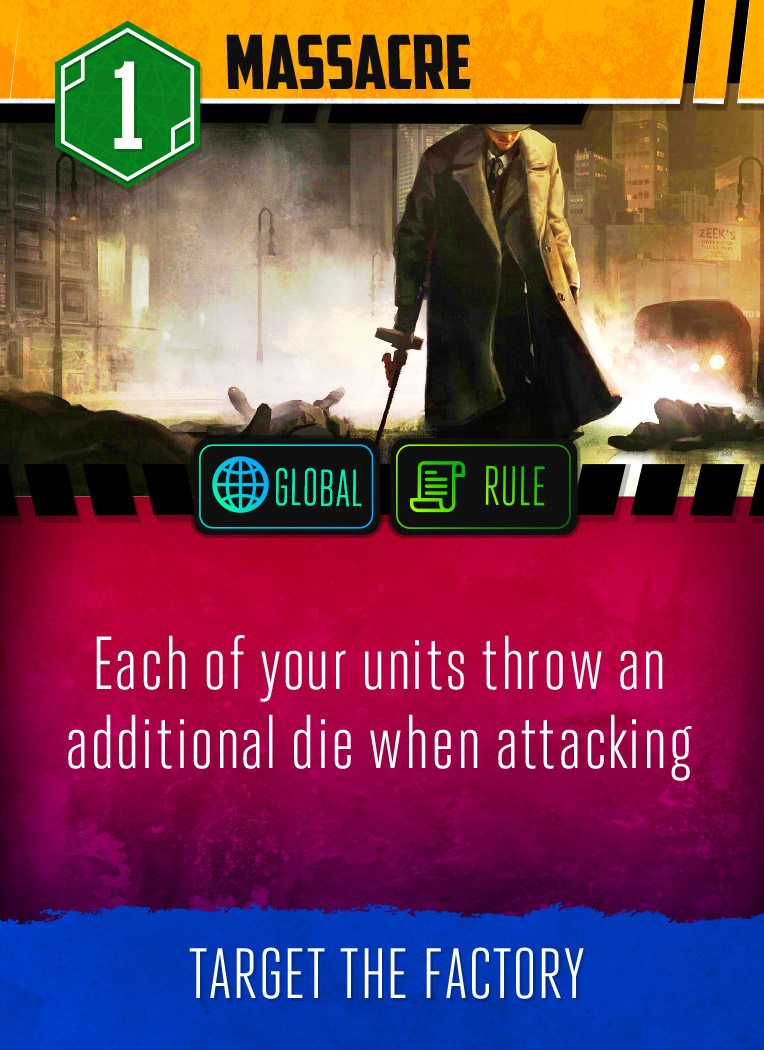 1
MASSACRE
ZEEK'S
GLOBAL
RULE
Each of your units throw an
additional die when attacking
TARGET THE FACTORY